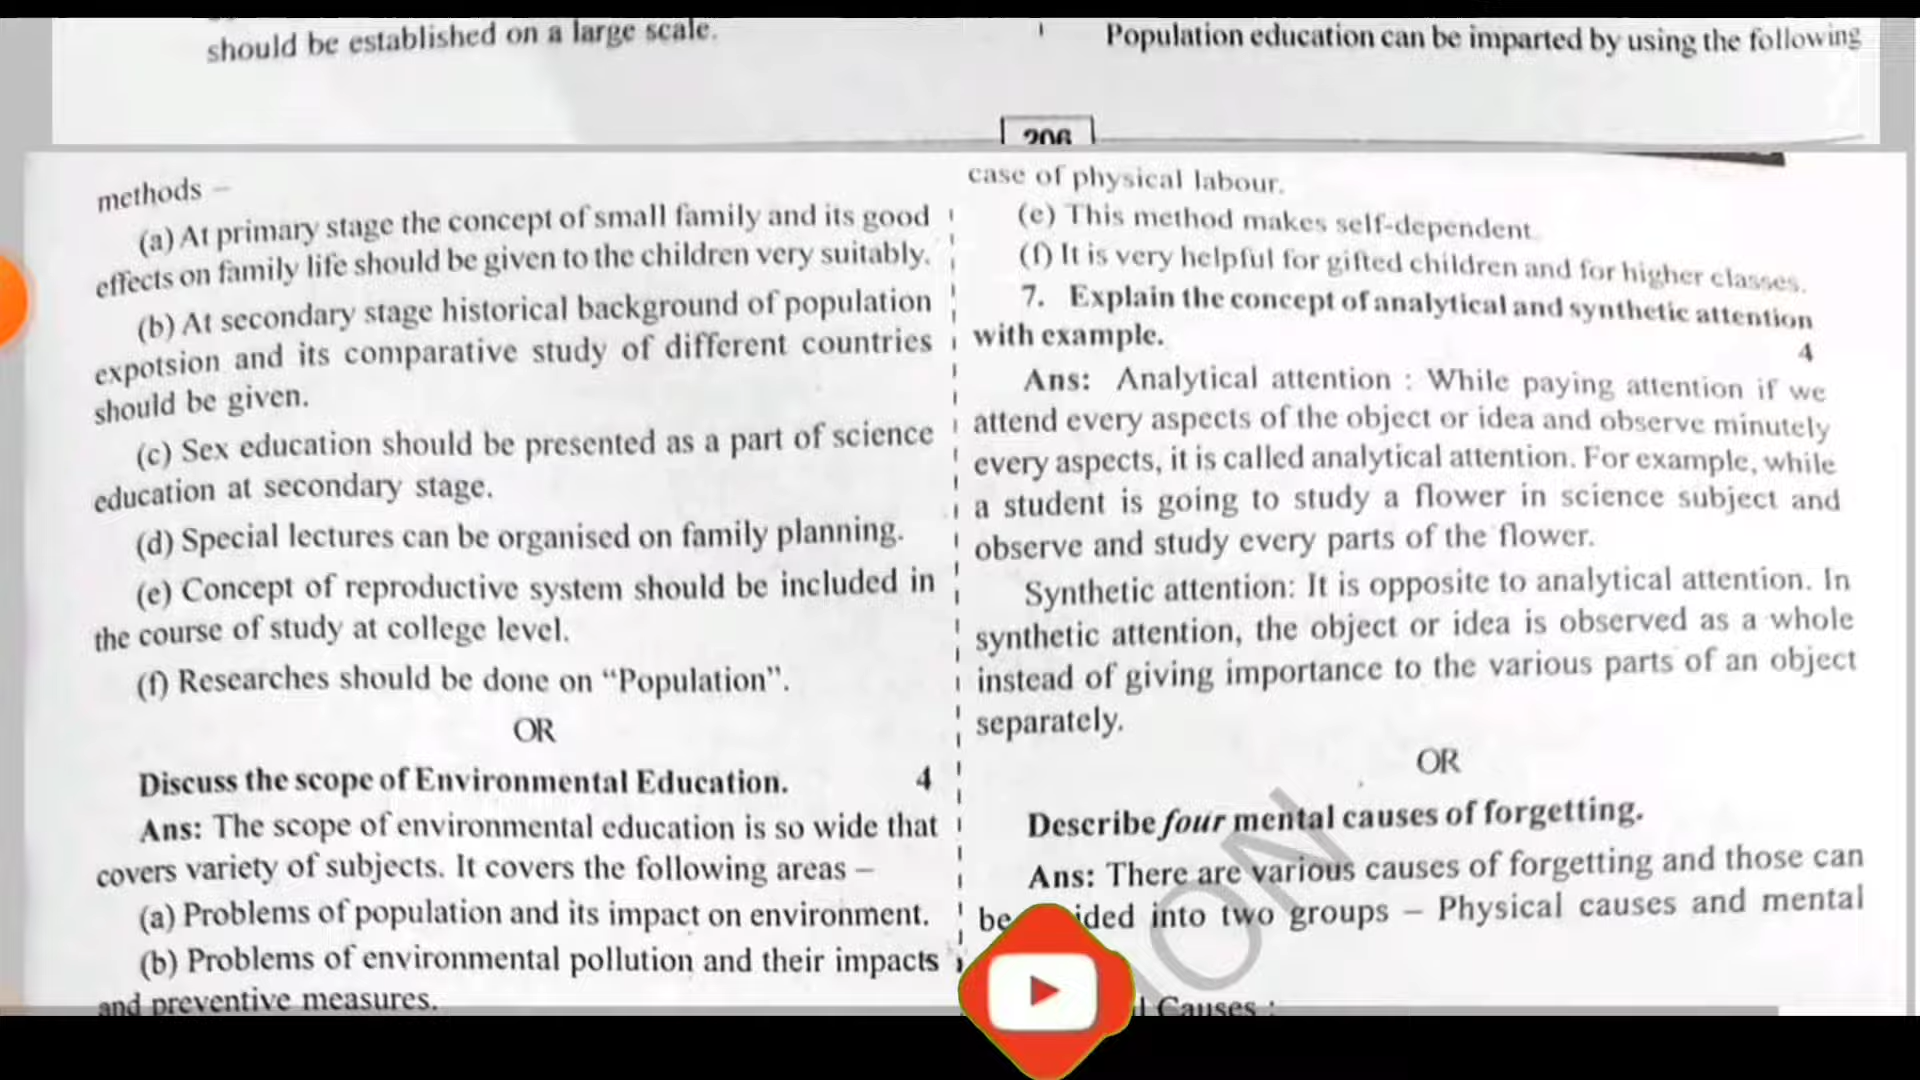 should be established on a large scale.
Population education can be imparted by using the following
206
methods –
(a) At primary stage the concept of small family and its good
effects on family life should be given to the children very suitably.
(b) At secondary stage historical background of population
expotsion and its comparative study of different countries
should be given.
(c) Sex education should be presented as a part of science
education at secondary stage.
(d) Special lectures can be organised on family planning.
(e) Concept of reproductive system should be included in
the course of study at college level.
(f) Researches should be done on “Population”.
OR
Discuss the scope of Environmental Education. 4
Ans: The scope of environmental education is so wide that
covers variety of subjects. It covers the following areas –
(a) Problems of population and its impact on environment.
(b) Problems of environmental pollution and their impacts
and preventive measures.
case of physical labour.
(e) This method makes self-dependent.
(f) It is very helpful for gifted children and for higher classes.
7. Explain the concept of analytical and synthetic attention
with example. 4
Ans: Analytical attention : While paying attention if we
attend every aspects of the object or idea and observe minutely
every aspects, it is called analytical attention. For example, while
a student is going to study a flower in science subject and
observe and study every parts of the flower.
Synthetic attention: It is opposite to analytical attention. In
synthetic attention, the object or idea is observed as a whole
instead of giving importance to the various parts of an object
separately.
OR
Describe four mental causes of forgetting.
Ans: There are various causes of forgetting and those can
be ided into two groups – Physical causes and mental
Causes :
ION